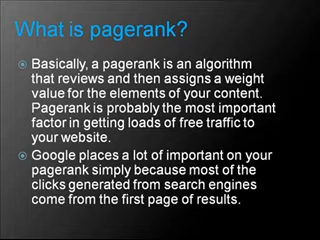 What is pagerank?
Basically, a pagerank is an algorithm
that reviews and then assigns a weight
value for the elements of your content.
Pagerank is probably the most important
factor in getting loads of free traffic to
your website.
Google places a lot of important on your
pagerank simply because most of the
clicks generated from search engines
come from the first page of results.